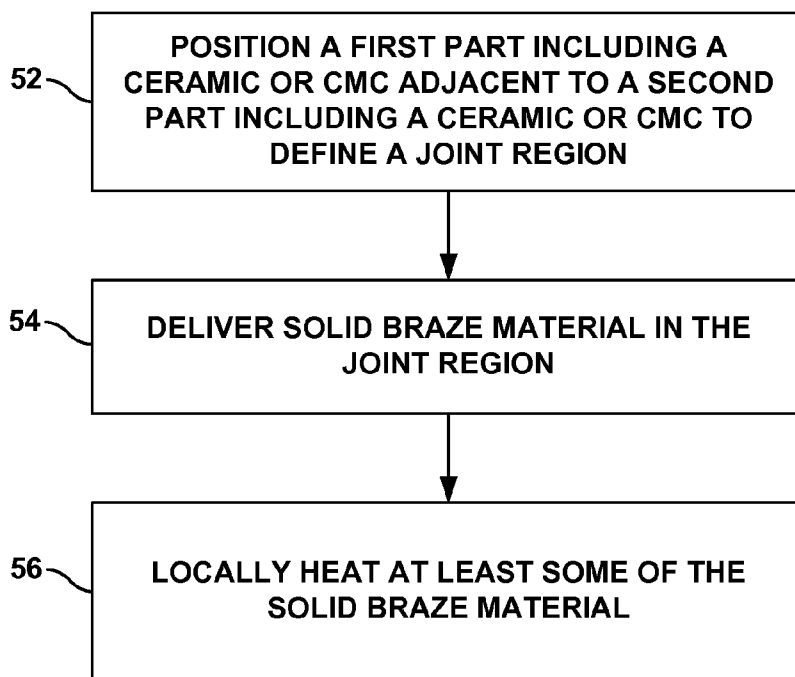 52
POSITION A FIRST PART INCLUDING A
CERAMIC OR CMC ADJACENT TO A SECOND
PART INCLUDING A CERAMIC OR CMC TO
DEFINE A JOINT REGION
54
DELIVER SOLID BRAZE MATERIAL IN THE
JOINT REGION
56
LOCALLY HEAT AT LEAST SOME OF THE
SOLID BRAZE MATERIAL